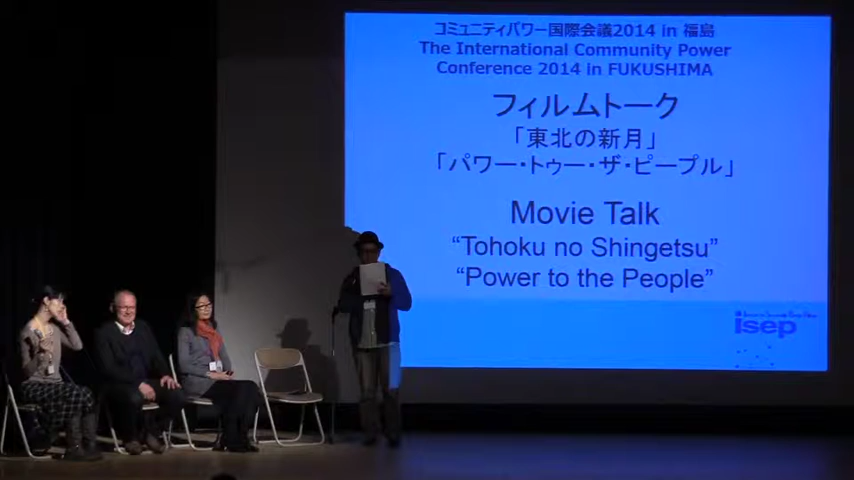 コミュニティパワー国際会議2014 in 福島
The International Community Power
Conference 2014 in FUKUSHIMA
フィルムトーク
「東北の新月」
「パワー・トゥー・ザ・ピープル」
Movie Talk
“Tohoku no Shingetsu”
“Power to the People”
isep